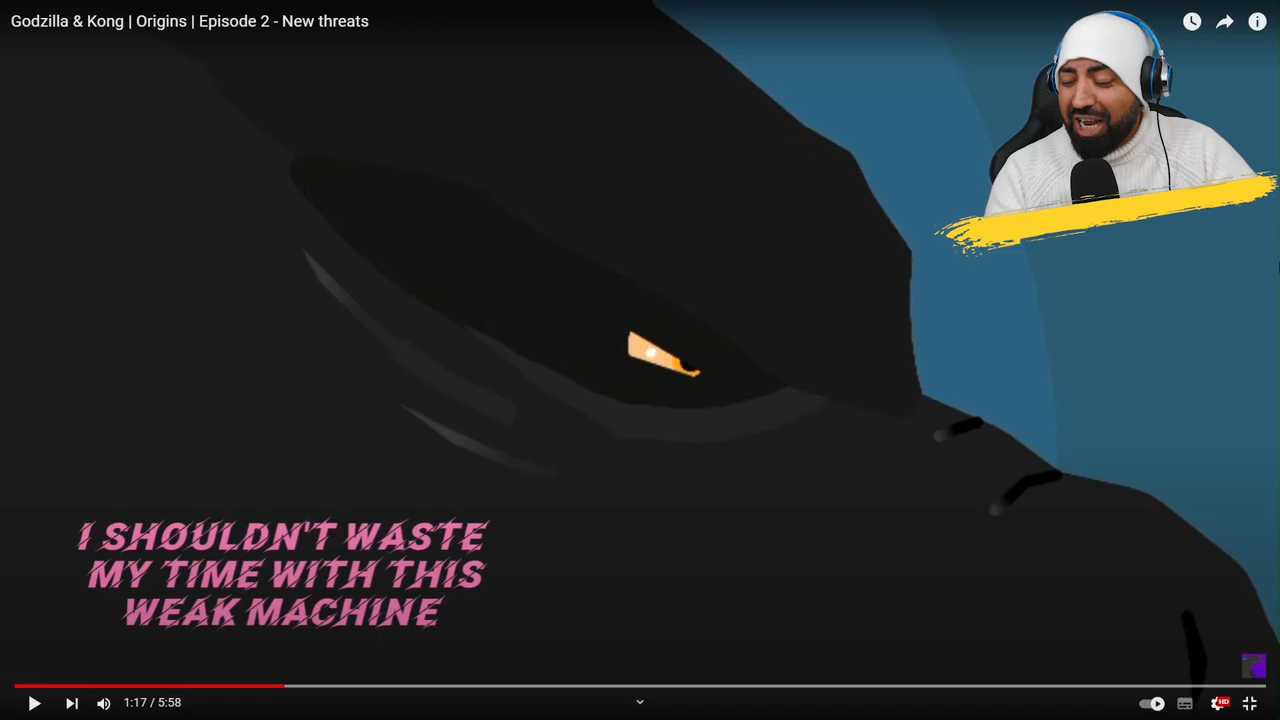 Godzilla & Kong | Origins | Episode 2 - New threats
I SHOULDN'T WASTE
MY TIME WITH THIS
WEAK MACHINE
1:17 / 5:58
HD